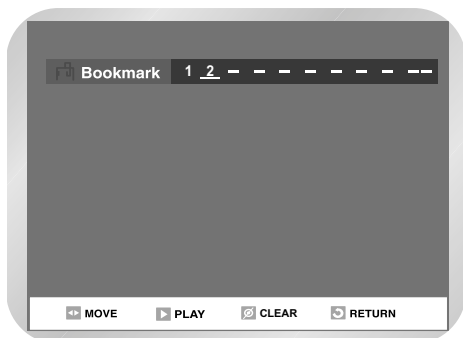 Bookmark 1 2 – – – – – – – ––
MOVE PLAY CLEAR RETURN